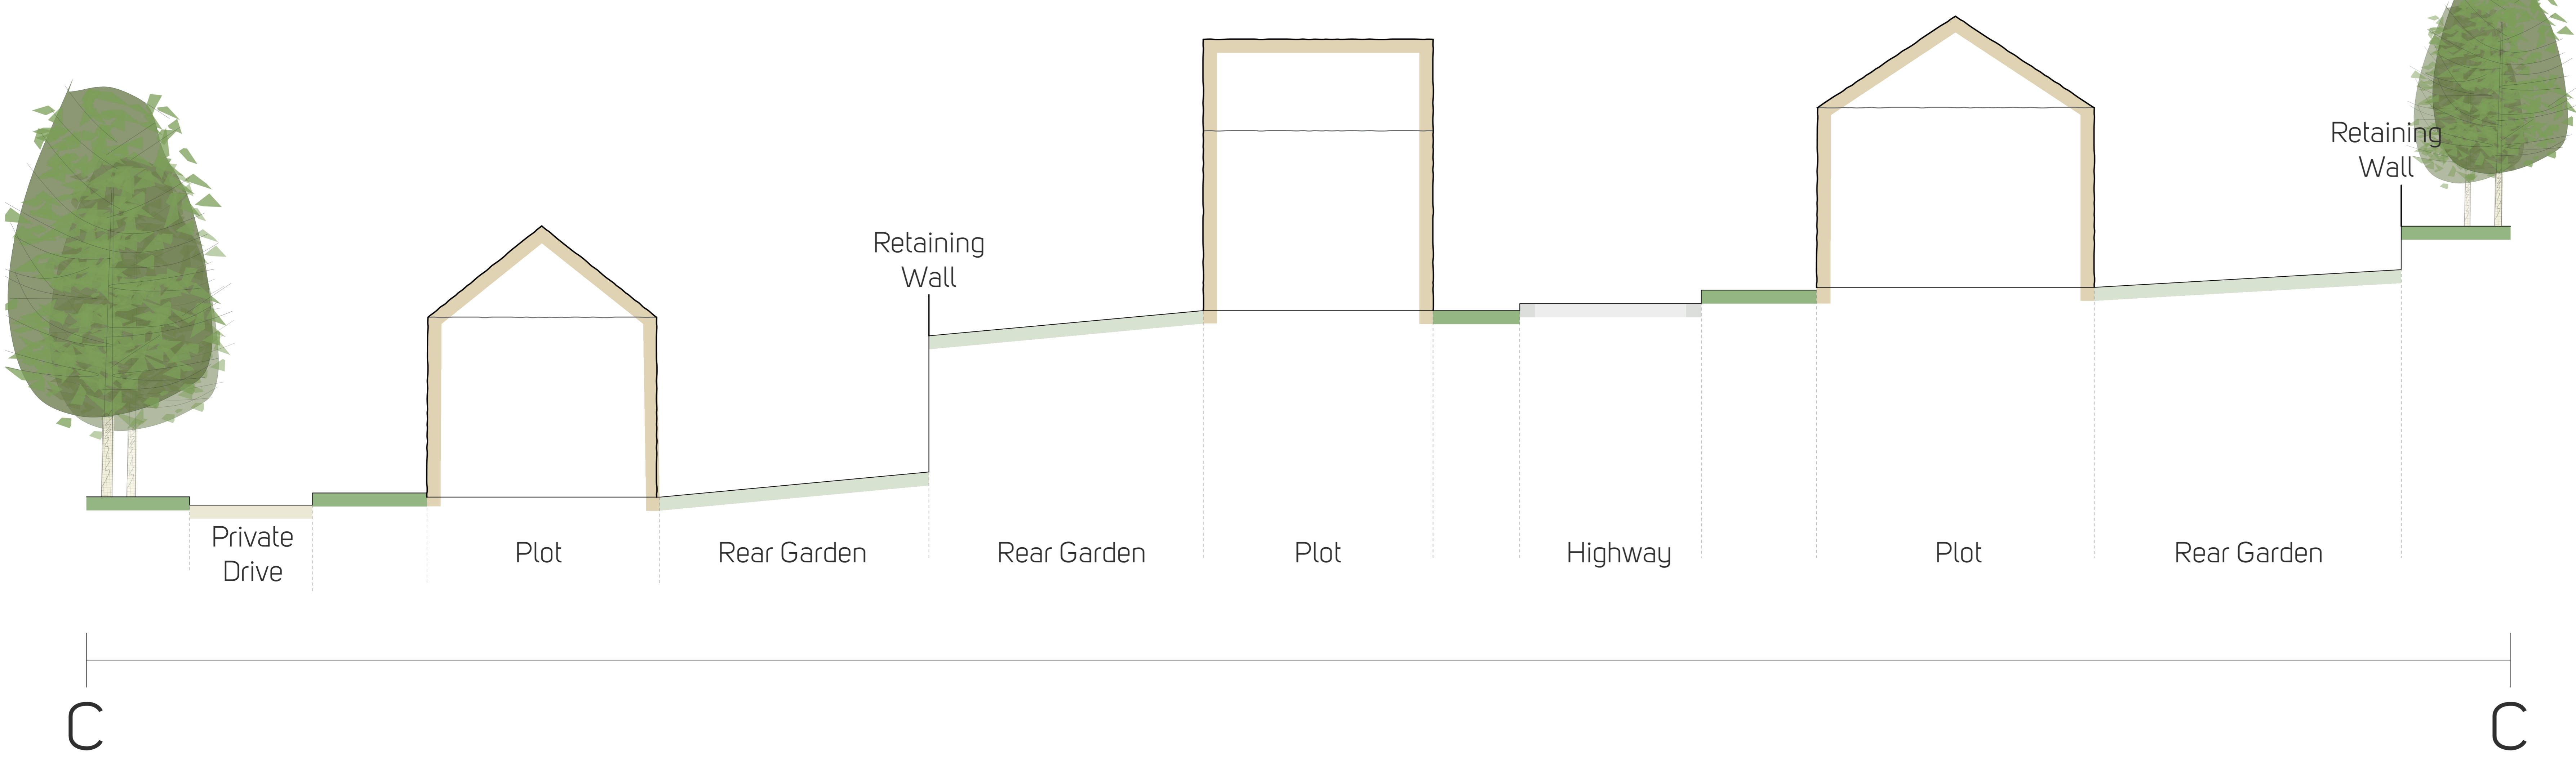 Retaining
Wall
Retaining
Wall
Private
Drive
Plot
Rear Garden
Rear Garden
Plot
Highway
Plot
Rear Garden
C
C